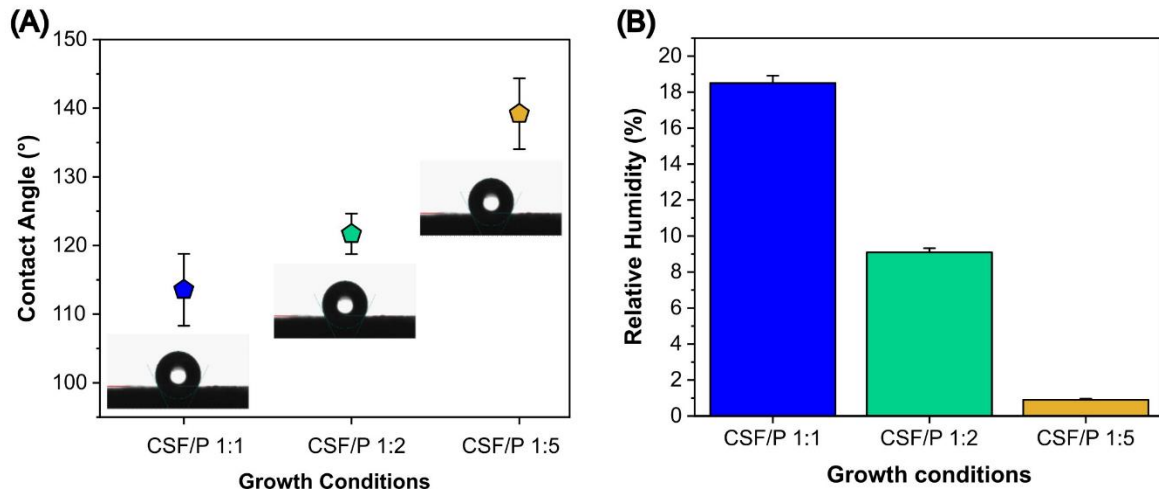 (A)
150
140
130
120
110
100
Contact Angle (°)
CSF/P 1:1
CSF/P 1:2
CSF/P 1:5
Growth Conditions
(B)
20
18
16
14
12
10
8
6
4
2
0
Relative Humidity (%)
CSF/P 1:1
CSF/P 1:2
CSF/P 1:5
Growth conditions